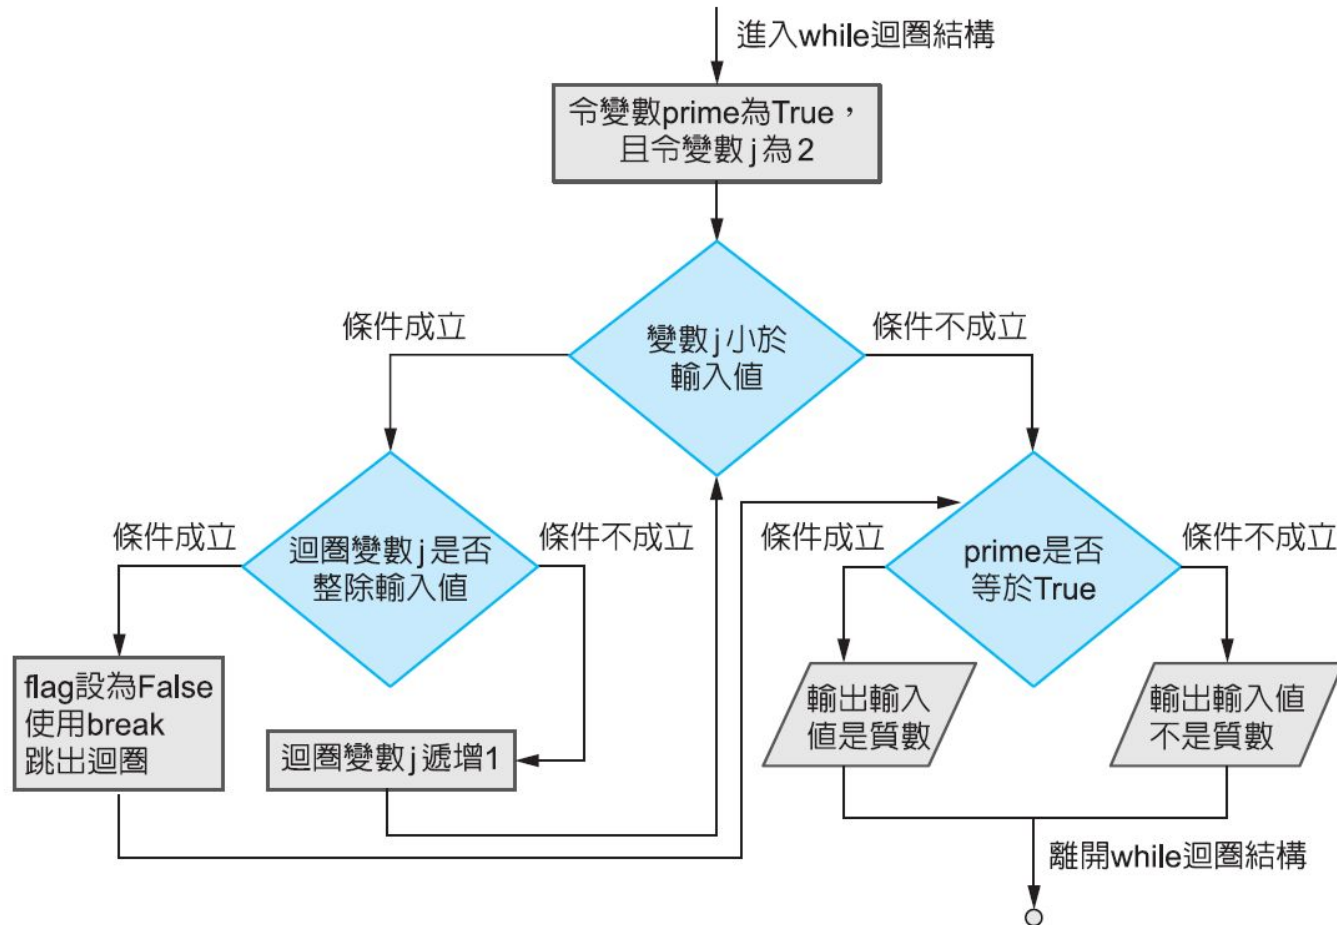 進入while迴圈結構
令變數prime為True，
且令變數j為2
變數j小於
輸入值
條件成立
條件不成立
迴圈變數j是否
整除輸入值
條件成立
條件不成立
prime是否
等於True
條件成立
條件不成立
flag設為False
使用break
跳出迴圈
迴圈變數j遞增1
輸出輸入
值是質數
輸出輸入值
不是質數
離開while迴圈結構